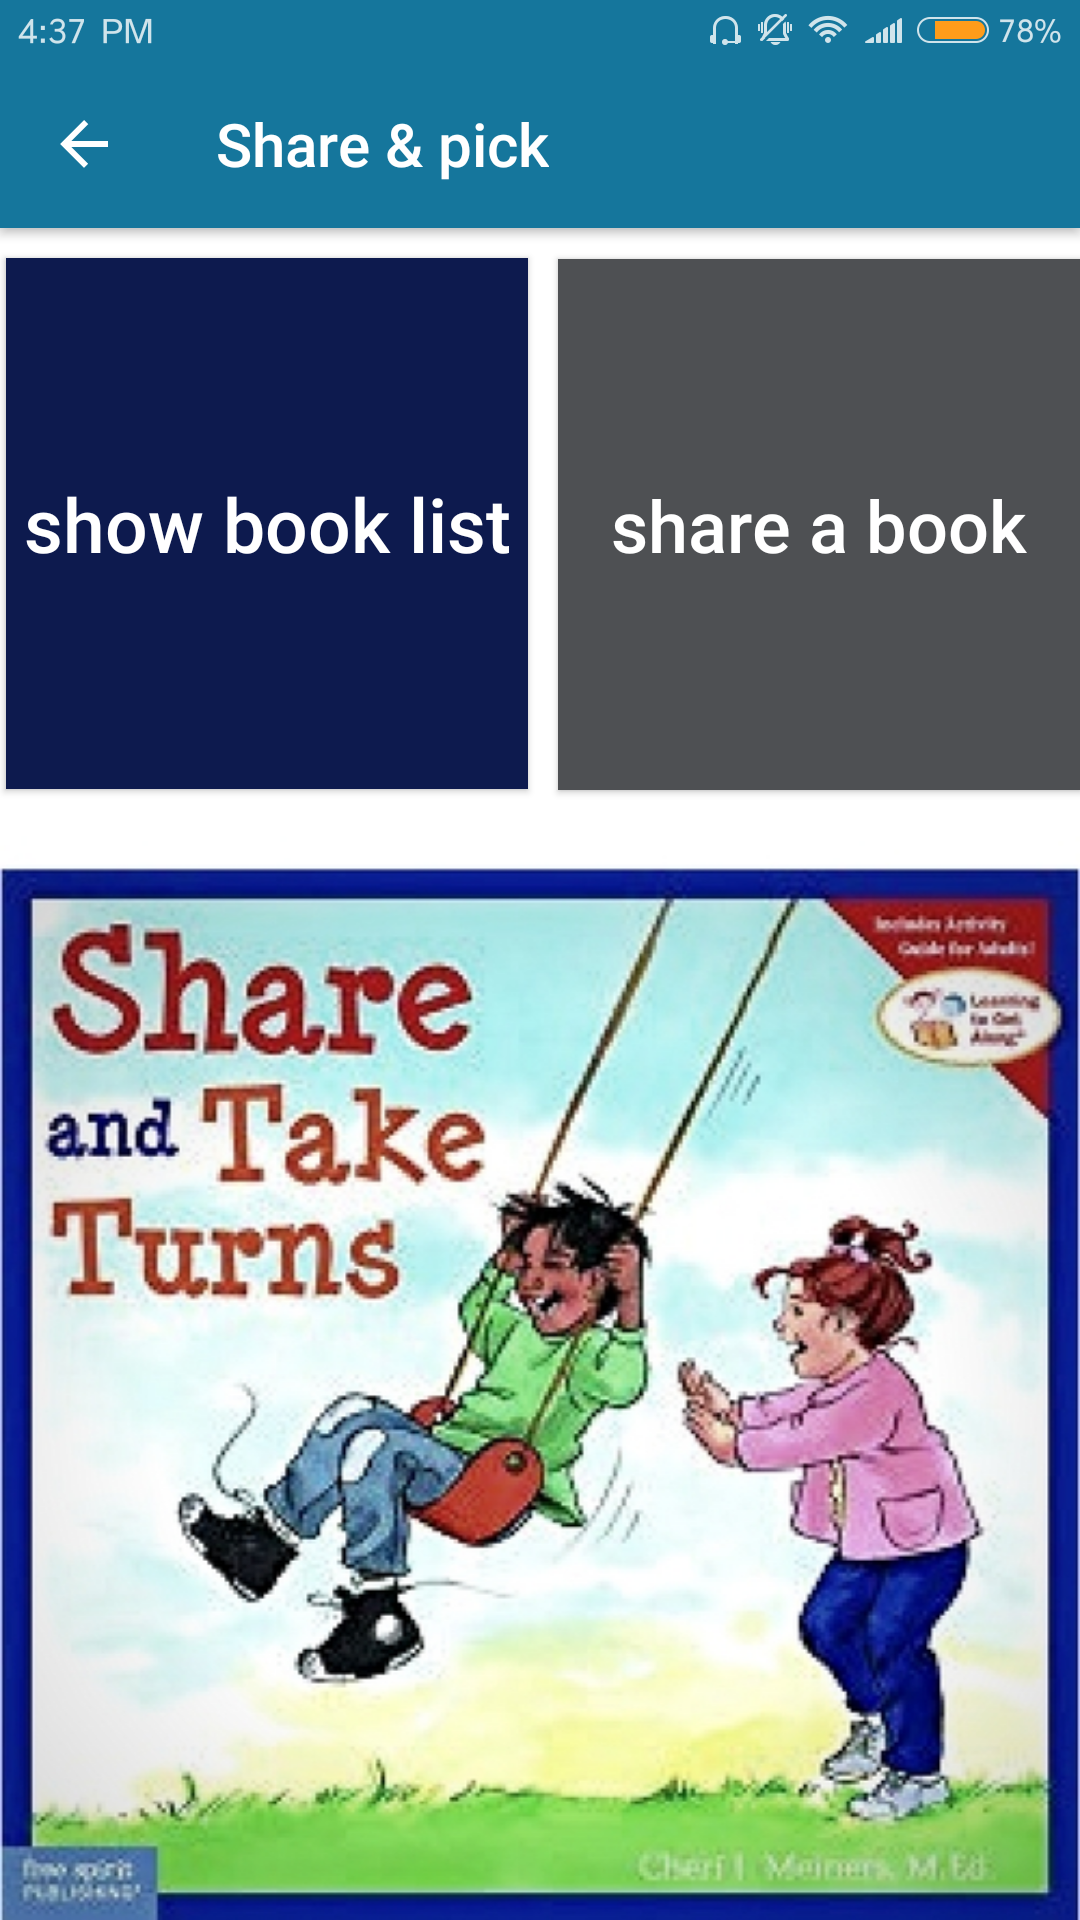 4:37 PM
78%
Share & pick
show book list
share a book
Includes Activity
Guide for Adults!
Share
Learning
to Get
Along®
and Take
Turns
Cheri J. Meiners, M.Ed.
free spirit
PUBLISHING®